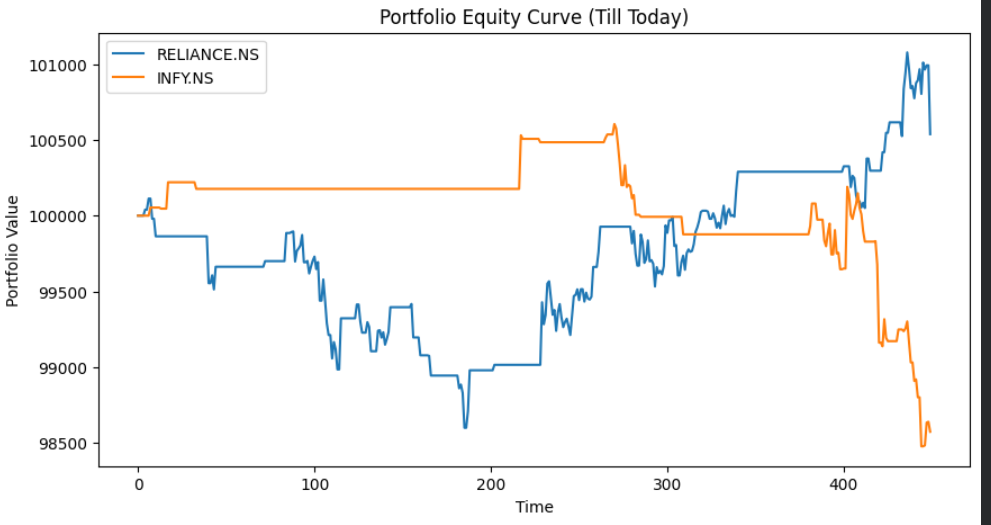 Portfolio Equity Curve (Till Today)
RELIANCE.NS
INFY.NS
101000
100500
100000
99500
99000
98500
Portfolio Value
0 100 200 300 400
Time